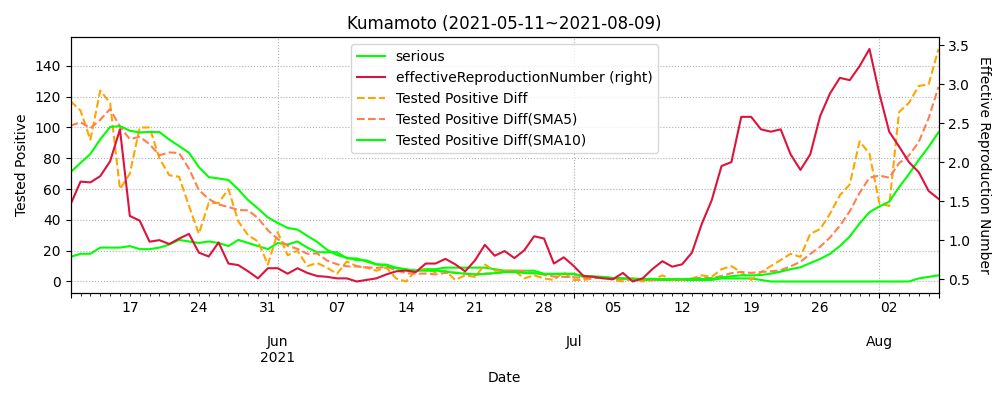 Kumamoto (2021-05-11~2021-08-09)
serious
effectiveReproductionNumber (right)
Tested Positive Diff
Tested Positive Diff(SMA5)
Tested Positive Diff(SMA10)
Tested Positive
140
120
100
80
60
40
20
0
3.5
3.0
2.5
2.0
1.5
1.0
0.5
Effective Reproduction Number
17 24 31 07 14 21 28 05 12 19 26 02
Jun Jul Aug
2021
Date